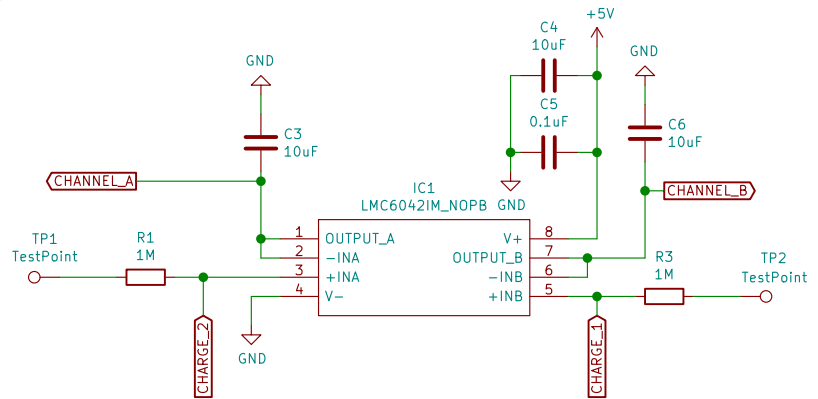 +5V
C4
10uF
GND
GND
C5
0.1uF
C3
10uF
C6
10uF
CHANNEL_A
CHANNEL_B
IC1
LMC6042IM_NOPB
GND
1
OUTPUT_A
V+
8
2
-INA
OUTPUT_B
7
3
+INA
-INB
6
4
V-
+INB
5
TP1
TestPoint
R1
1M
R3
1M
TP2
TestPoint
GND
CHARGE_2
CHARGE_1